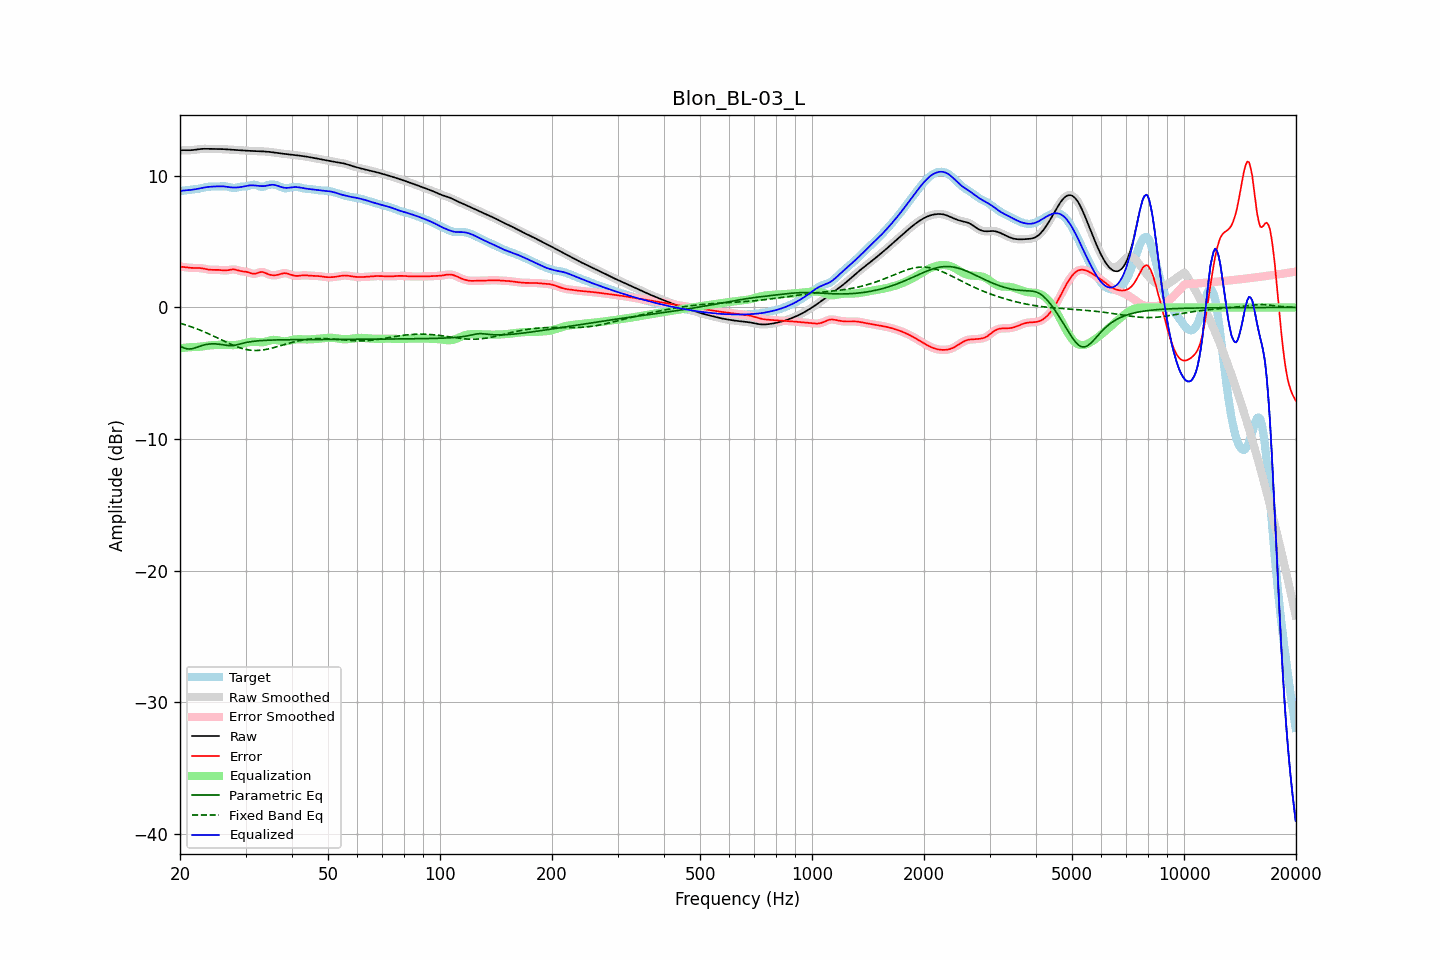 Blon_BL-03_L
10
0
−10
−20
−30
−40
Amplitude (dBr)
Target
Raw Smoothed
Error Smoothed
Raw
Error
Equalization
Parametric Eq
Fixed Band Eq
Equalized
20 50 100 200 500 1000 2000 5000 10000 20000
Frequency (Hz)